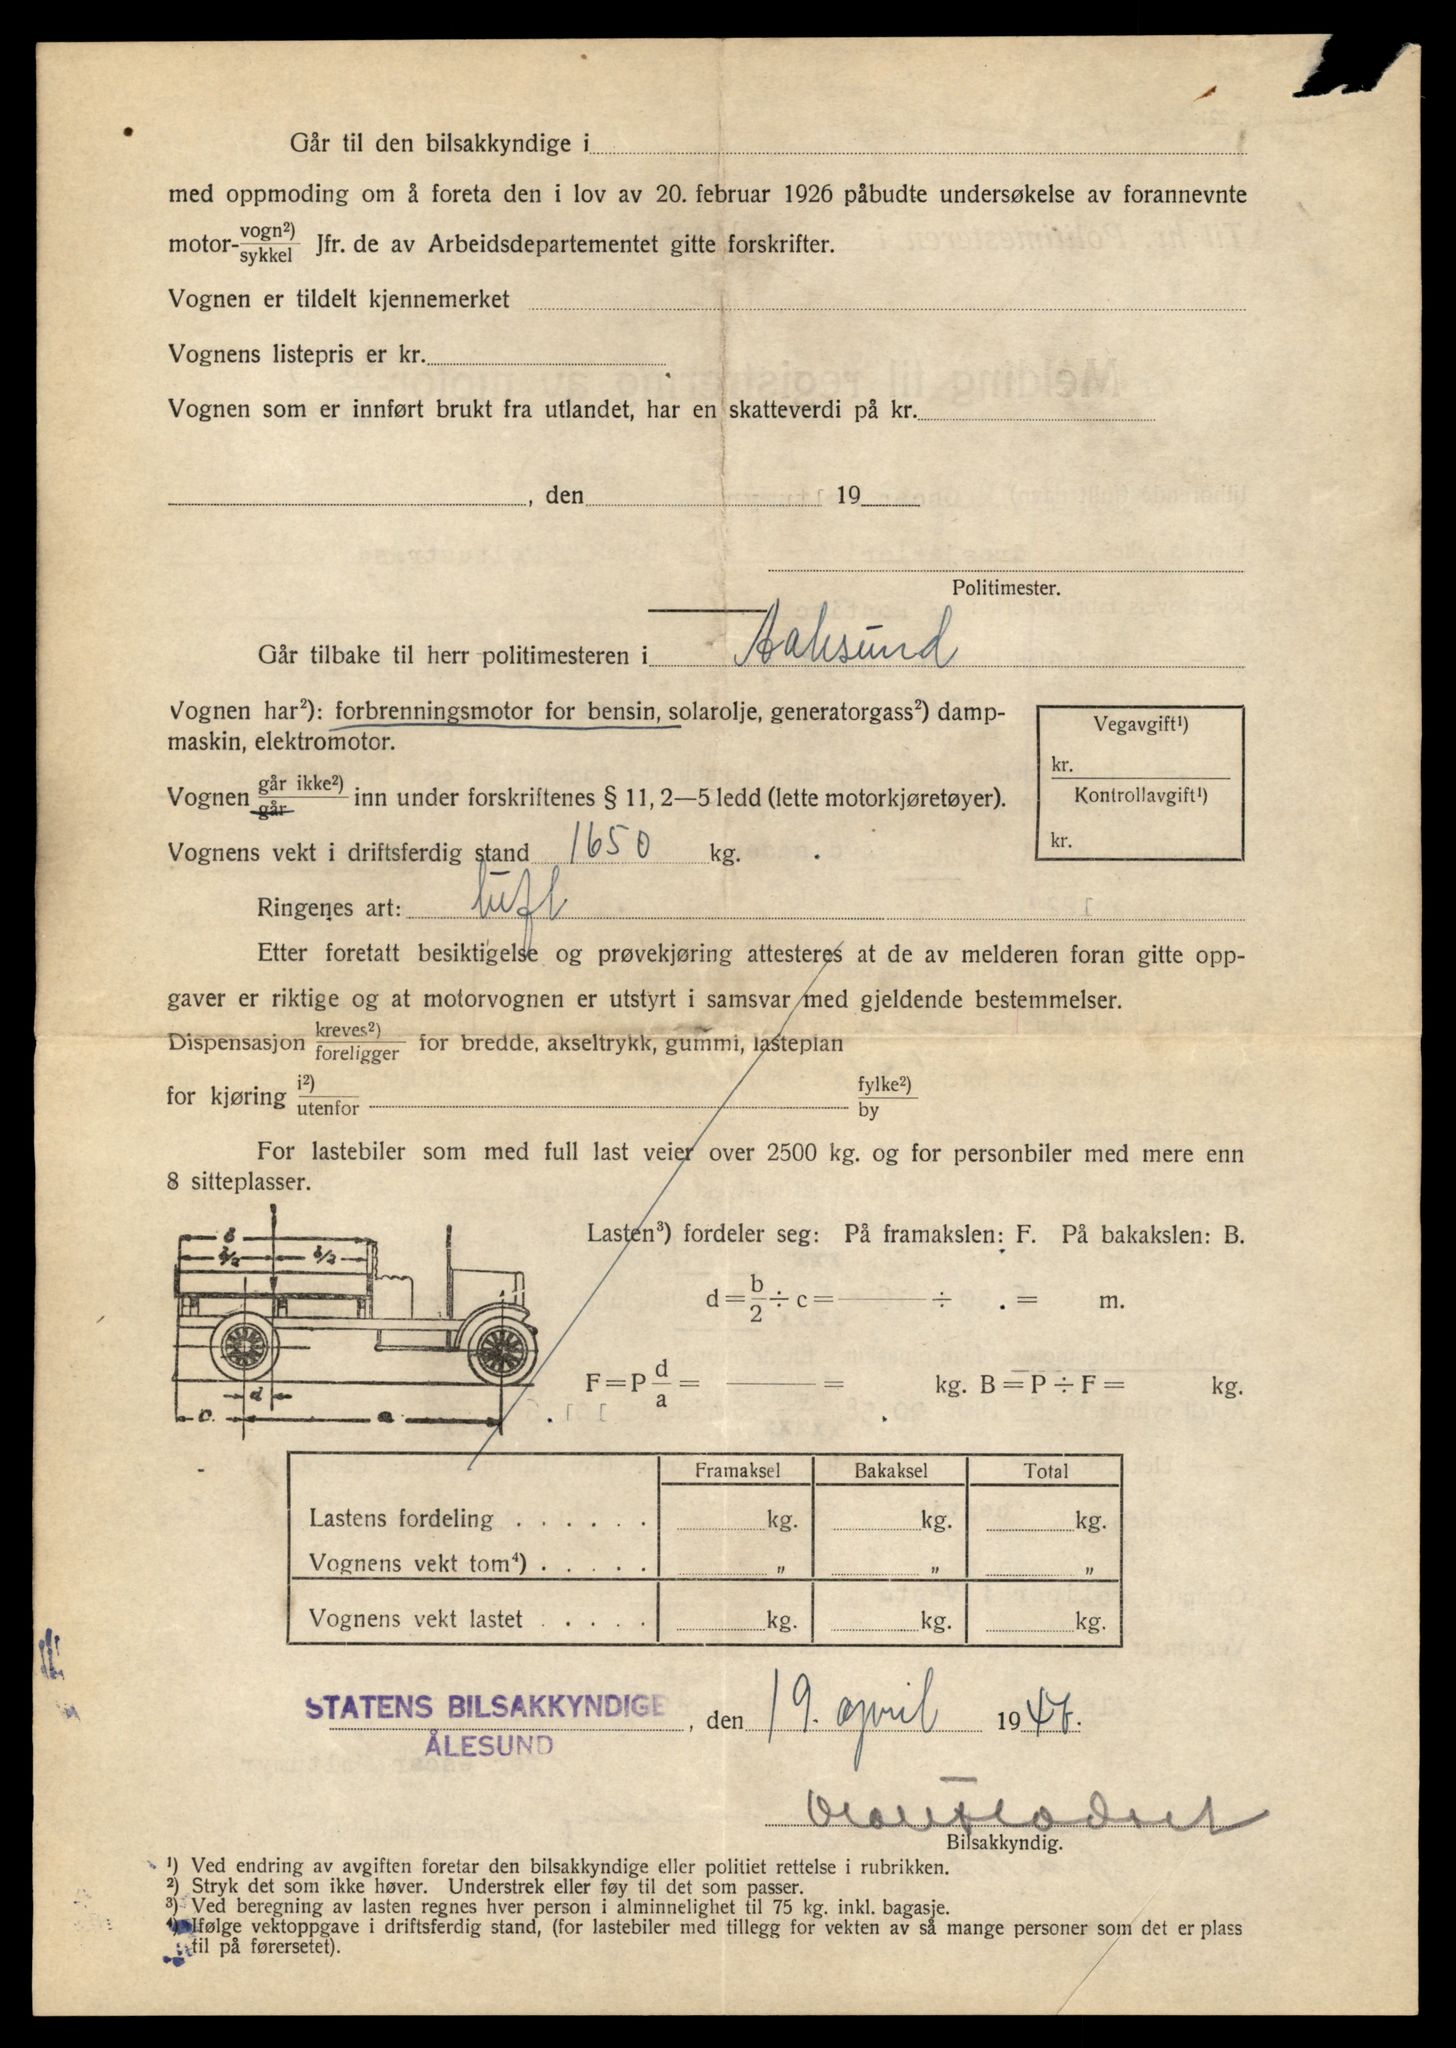 Går til den bilsakkyndige i
med oppmoding om å foreta den i lov av 20. februar 1926 påbudte undersøkelse av forannevnte
motor-vogn²)/sykkel Jfr. de av Arbeidsdepartementet gitte forskrifter.
Vognen er tildelt kjennemerket
Vognens listepris er kr.
Vognen som er innført brukt fra utlandet, har en skatteverdi på kr.
, den 19
Politimester.
Går tilbake til herr politimesteren i Aalesund
Vognen har²): forbrenningsmotor for bensin, solarolje, generatorgass²) damp-
maskin, elektromotor.
Vegavgift¹)
kr.
Kontrollavgift¹)
kr.
Vognen går ikke²)/går inn under forskriftenes § 11, 2—5 ledd (lette motorkjøretøyer).
Vognens vekt i driftsferdig stand 1650 kg.
Ringenes art: luft
Etter foretatt besiktigelse og prøvekjøring attesteres at de av melderen foran gitte opp-
gaver er riktige og at motorvognen er utstyrt i samsvar med gjeldende bestemmelser.
Dispensasjon kreves²)/foreligger for bredde, akseltrykk, gummi, lasteplan
for kjøring i²)/utenfor fylke²)/by
For lastebiler som med full last veier over 2500 kg. og for personbiler med mere enn
8 sitteplasser.
Lasten³) fordeler seg: På framakslen: F. På bakakslen: B.
d = b/2 ÷ c = ÷ . = m.
F = P d/a = = kg. B = P ÷ F = kg.
b
b/2 b/2
d
c a
Framaksel Bakaksel Total
Lastens fordeling . . . . . . kg. kg. kg.
Vognens vekt tom⁴) . . . . . „ „ „
Vognens vekt lastet . . . . . kg. kg. kg.
STATENS BILSAKKYNDIGE, den 19. april 19
ÅLESUND
Bilsakkyndig.
¹) Ved endring av avgiften foretar den bilsakkyndige eller politiet rettelse i rubrikken.
²) Stryk det som ikke høver. Understrek eller føy til det som passer.
³) Ved beregning av lasten regnes hver person i alminnelighet til 75 kg. inkl. bagasje.
⁴) Ifølge vektoppgave i driftsferdig stand, (for lastebiler med tillegg for vekten av så mange personer som det er plass
til på førersetet).